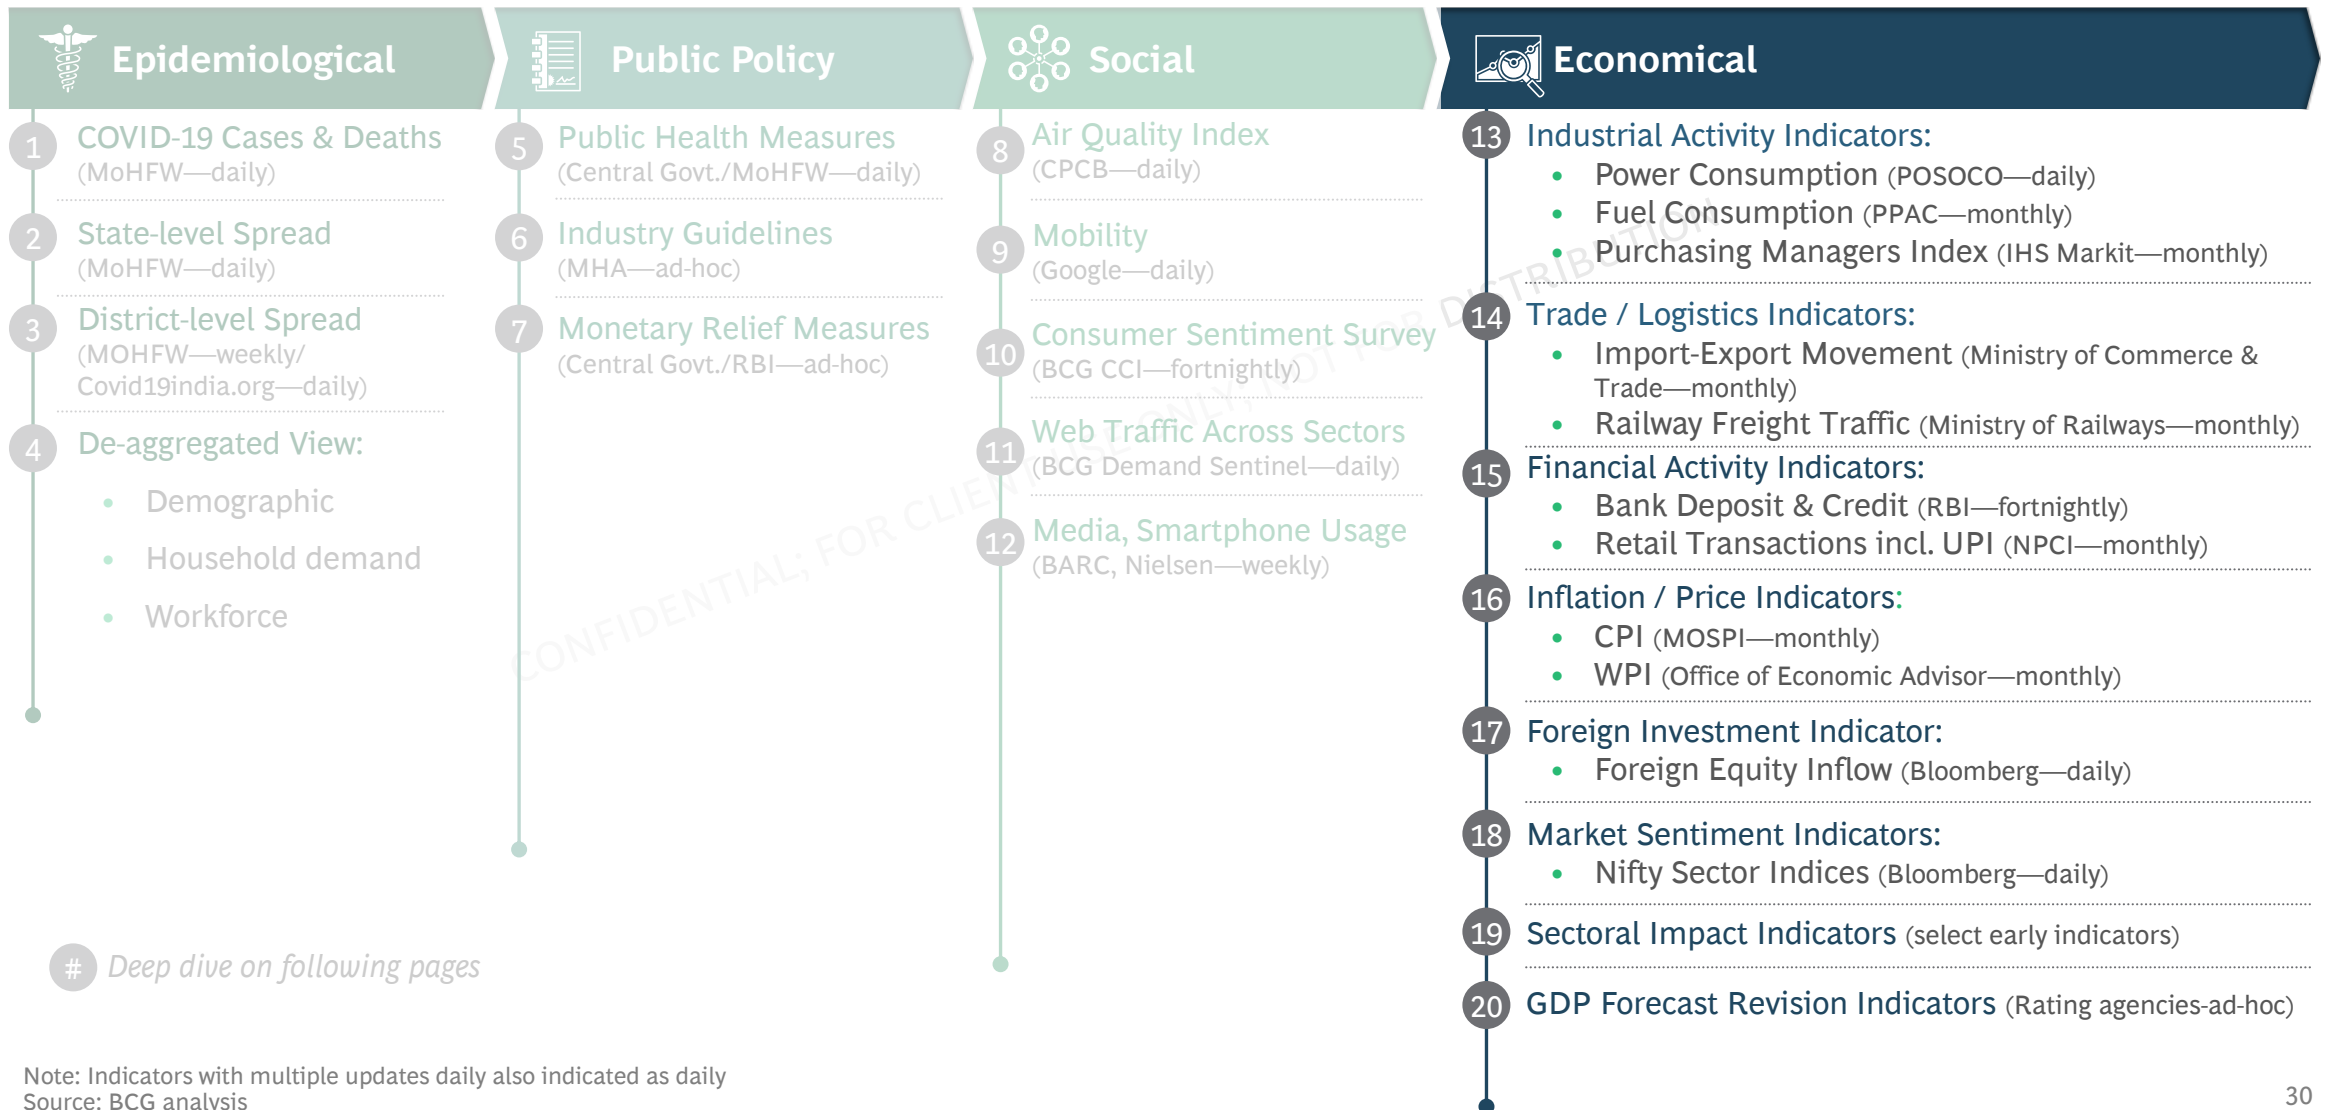 Epidemiological
1
COVID-19 Cases & Deaths
(MoHFW—daily)
2
State-level Spread
(MoHFW—daily)
3
District-level Spread
(MOHFW—weekly/
Covid19india.org—daily)
4
De-aggregated View:
• Demographic
• Household demand
• Workforce
Public Policy
5
Public Health Measures
(Central Govt./MoHFW—daily)
6
Industry Guidelines
(MHA—ad-hoc)
7
Monetary Relief Measures
(Central Govt./RBI—ad-hoc)
Social
8
Air Quality Index
(CPCB—daily)
9
Mobility
(Google—daily)
10
Consumer Sentiment Survey
(BCG CCI—fortnightly)
11
Web Traffic Across Sectors
(BCG Demand Sentinel—daily)
12
Media, Smartphone Usage
(BARC, Nielsen—weekly)
Economical
13
Industrial Activity Indicators:
• Power Consumption (POSOCO—daily)
• Fuel Consumption (PPAC—monthly)
• Purchasing Managers Index (IHS Markit—monthly)
14
Trade / Logistics Indicators:
• Import-Export Movement (Ministry of Commerce &
Trade—monthly)
• Railway Freight Traffic (Ministry of Railways—monthly)
15
Financial Activity Indicators:
• Bank Deposit & Credit (RBI—fortnightly)
• Retail Transactions incl. UPI (NPCI—monthly)
16
Inflation / Price Indicators:
• CPI (MOSPI—monthly)
• WPI (Office of Economic Advisor—monthly)
17
Foreign Investment Indicator:
• Foreign Equity Inflow (Bloomberg—daily)
18
Market Sentiment Indicators:
• Nifty Sector Indices (Bloomberg—daily)
19
Sectoral Impact Indicators (select early indicators)
20
GDP Forecast Revision Indicators (Rating agencies-ad-hoc)
CONFIDENTIAL; FOR CLIENT USE ONLY; NOT FOR DISTRIBUTION
# Deep dive on following pages
Note: Indicators with multiple updates daily also indicated as daily
Source: BCG analysis
30